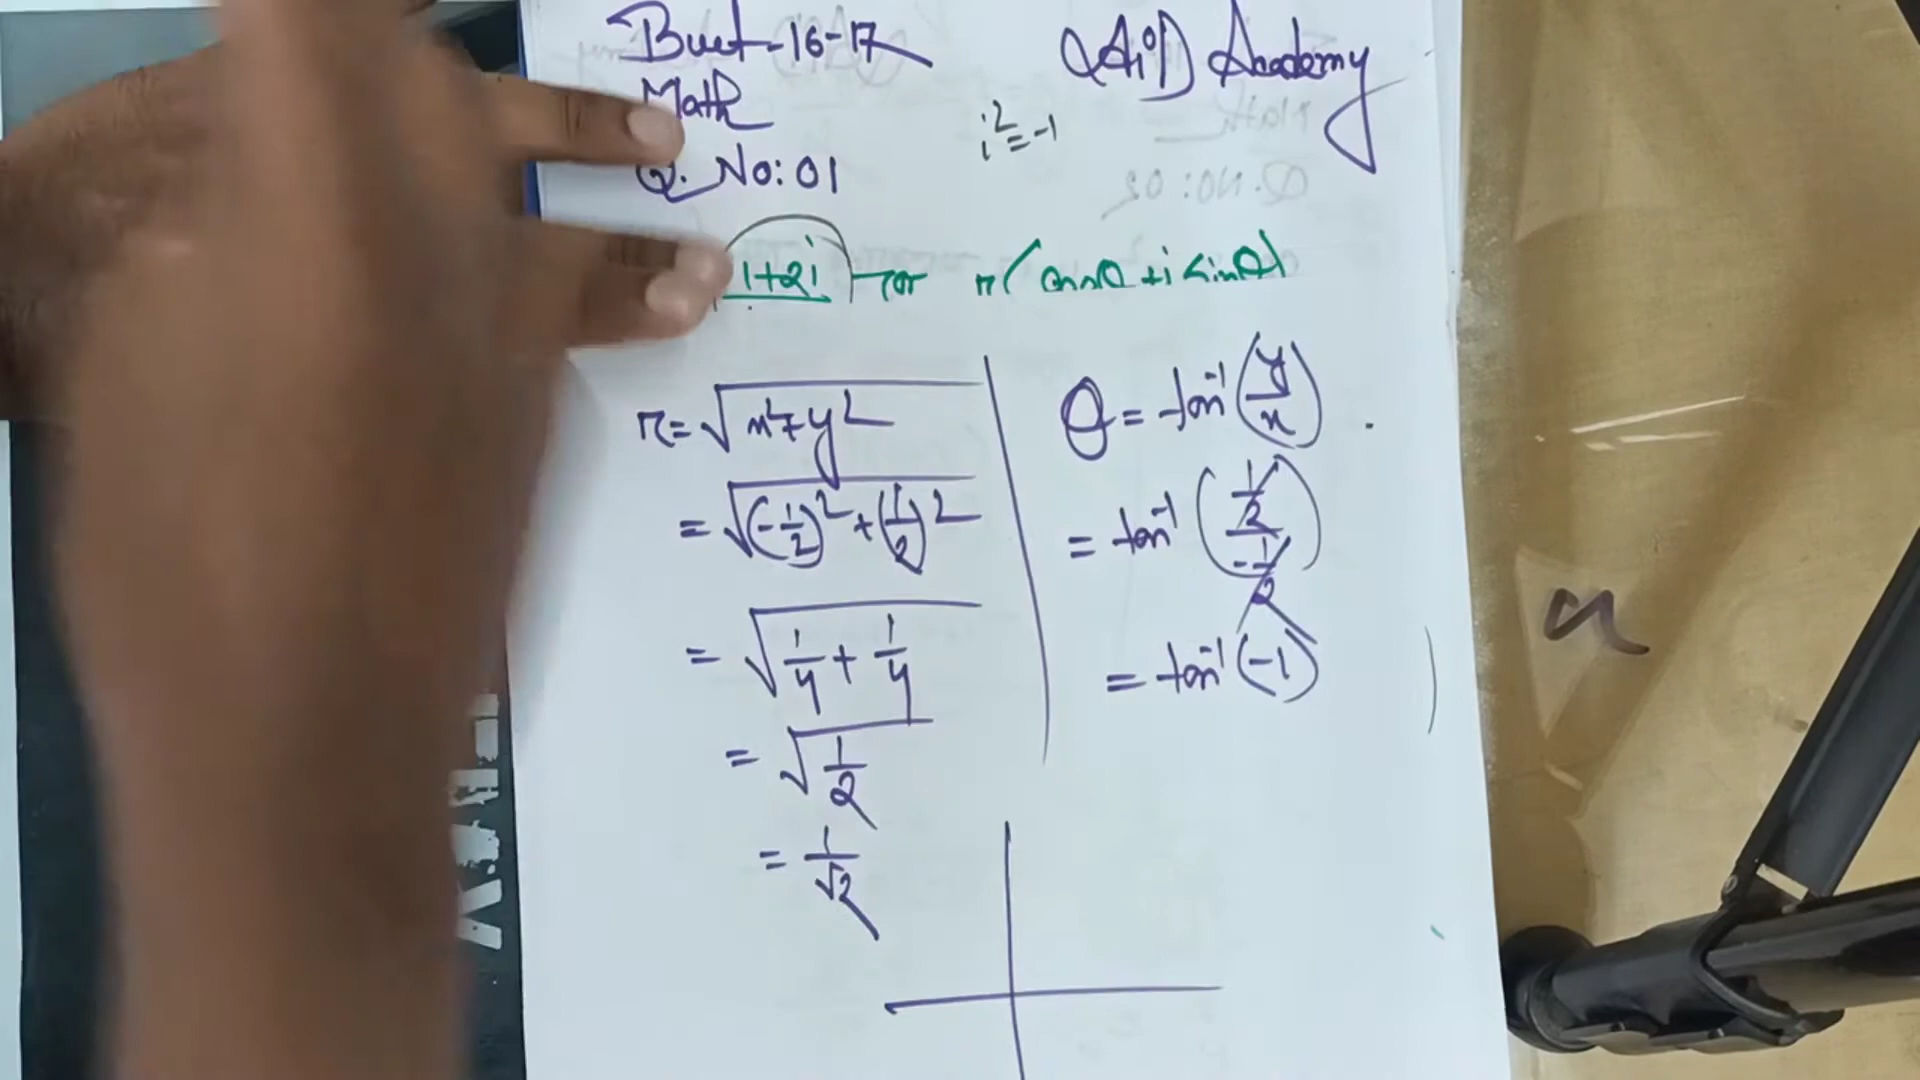 Buet-16-17
Math
Q. No: 01
Academy
i² = -1
1+2i
r(cosθ + i sinθ)
r = √(x²+y²)
= √((-1/2)² + (1/2)²)
= √(1/4 + 1/4)
= √(1/2)
= 1/√2
θ = tan⁻¹(y/x)
= tan⁻¹((1/2)/(-1/2))
= tan⁻¹(-1)